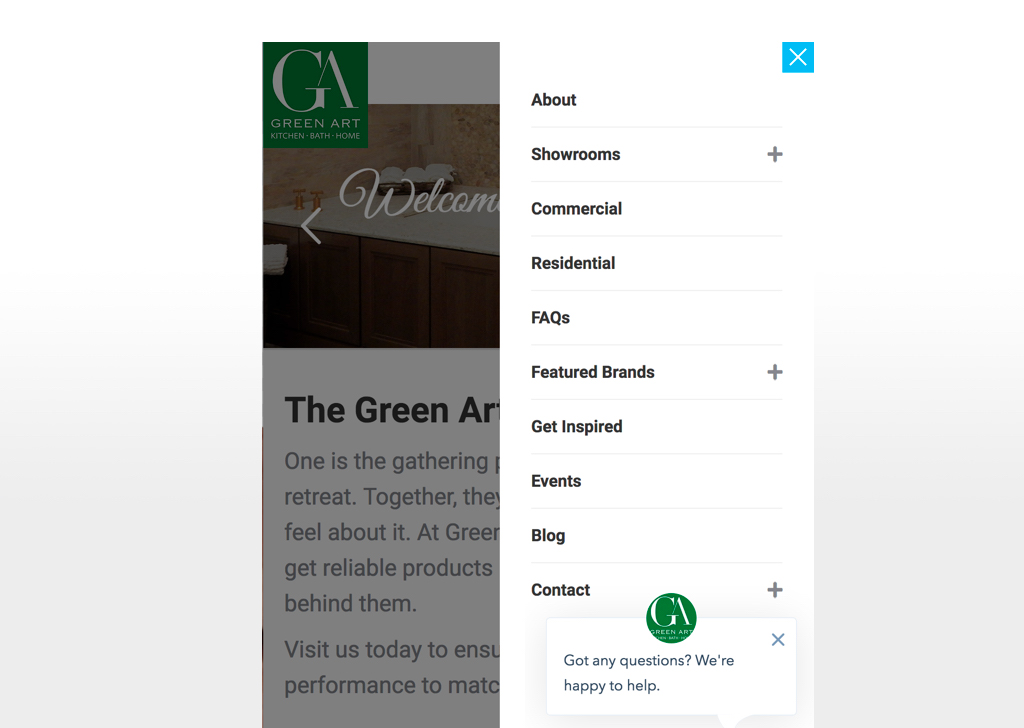 GA
GREEN ART
KITCHEN · BATH · HOME
Welcom
The Green Art
One is the gathering p
retreat. Together, they
feel about it. At Green
get reliable products
behind them.
Visit us today to ensu
performance to matc
About
Showrooms
Commercial
Residential
FAQs
Featured Brands
Get Inspired
Events
Blog
Contact
GA
GREEN ART
Got any questions? We're
happy to help.